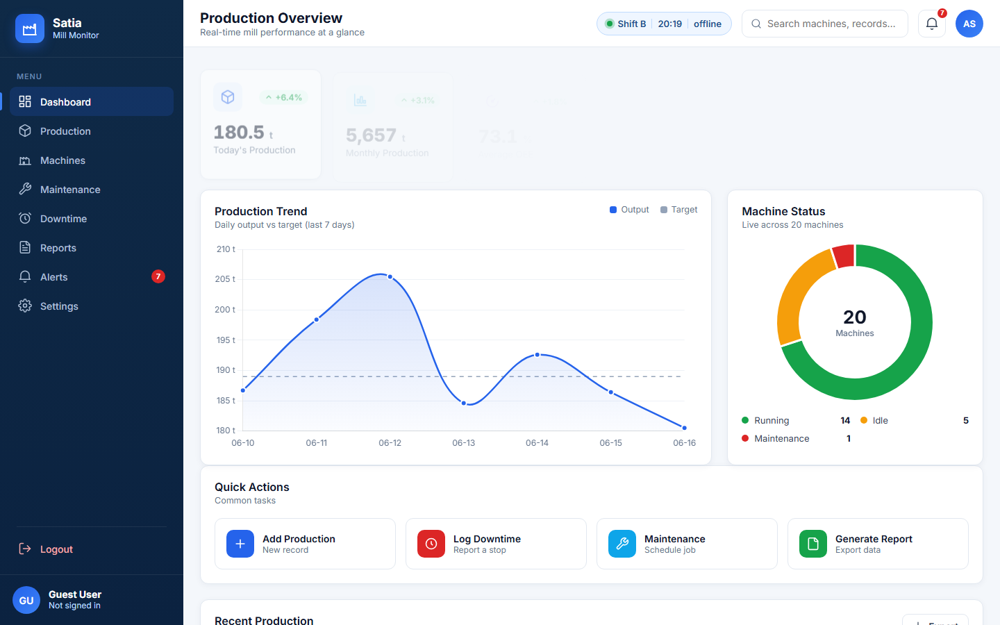 Satia
Mill Monitor
MENU
Dashboard
Production
Machines
Maintenance
Downtime
Reports
Alerts 7
Settings
Logout
GU
Guest User
Not signed in
Production Overview
Real-time mill performance at a glance
Shift B 20:19 offline
Search machines, records...
7
AS
+6.4%
180.5 t
Today's Production
+3.1%
5,657 t
Monthly Production
73.1
Production Trend
Daily output vs target (last 7 days)
Output Target
210 t
205 t
200 t
195 t
190 t
185 t
180 t
06-10 06-11 06-12 06-13 06-14 06-15 06-16
Machine Status
Live across 20 machines
20
Machines
Running 14 Idle 5
Maintenance 1
Quick Actions
Common tasks
Add Production
New record
Log Downtime
Report a stop
Maintenance
Schedule job
Generate Report
Export data
Recent Production
Export